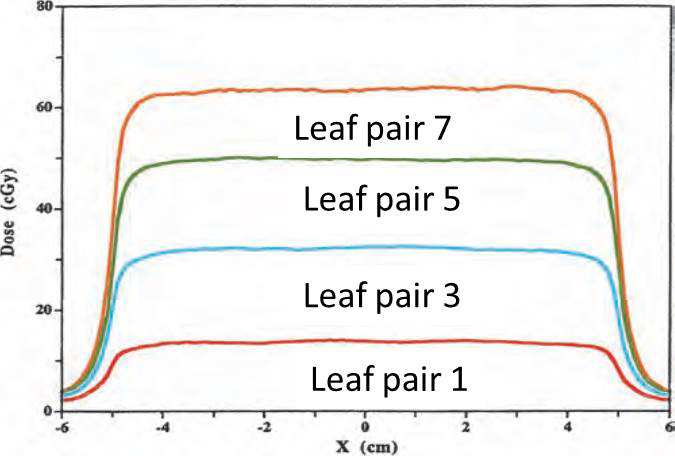 80
60
40
20
0
Dose (cGy)
Leaf pair 7
Leaf pair 5
Leaf pair 3
Leaf pair 1
-6 -4 -2 0 2 4 6
X (cm)